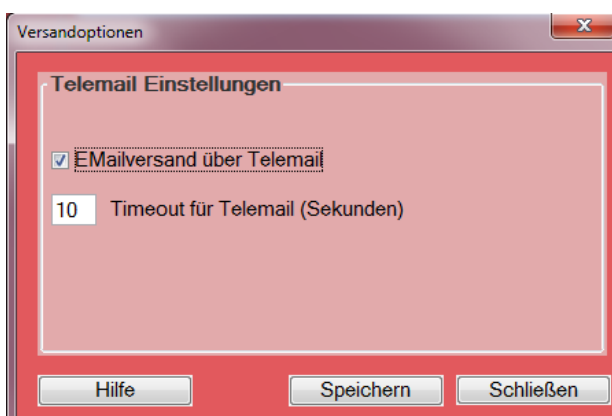 Versandoptionen
Telemail Einstellungen
EMailversand über Telemail
10 Timeout für Telemail (Sekunden)
Hilfe Speichern Schließen